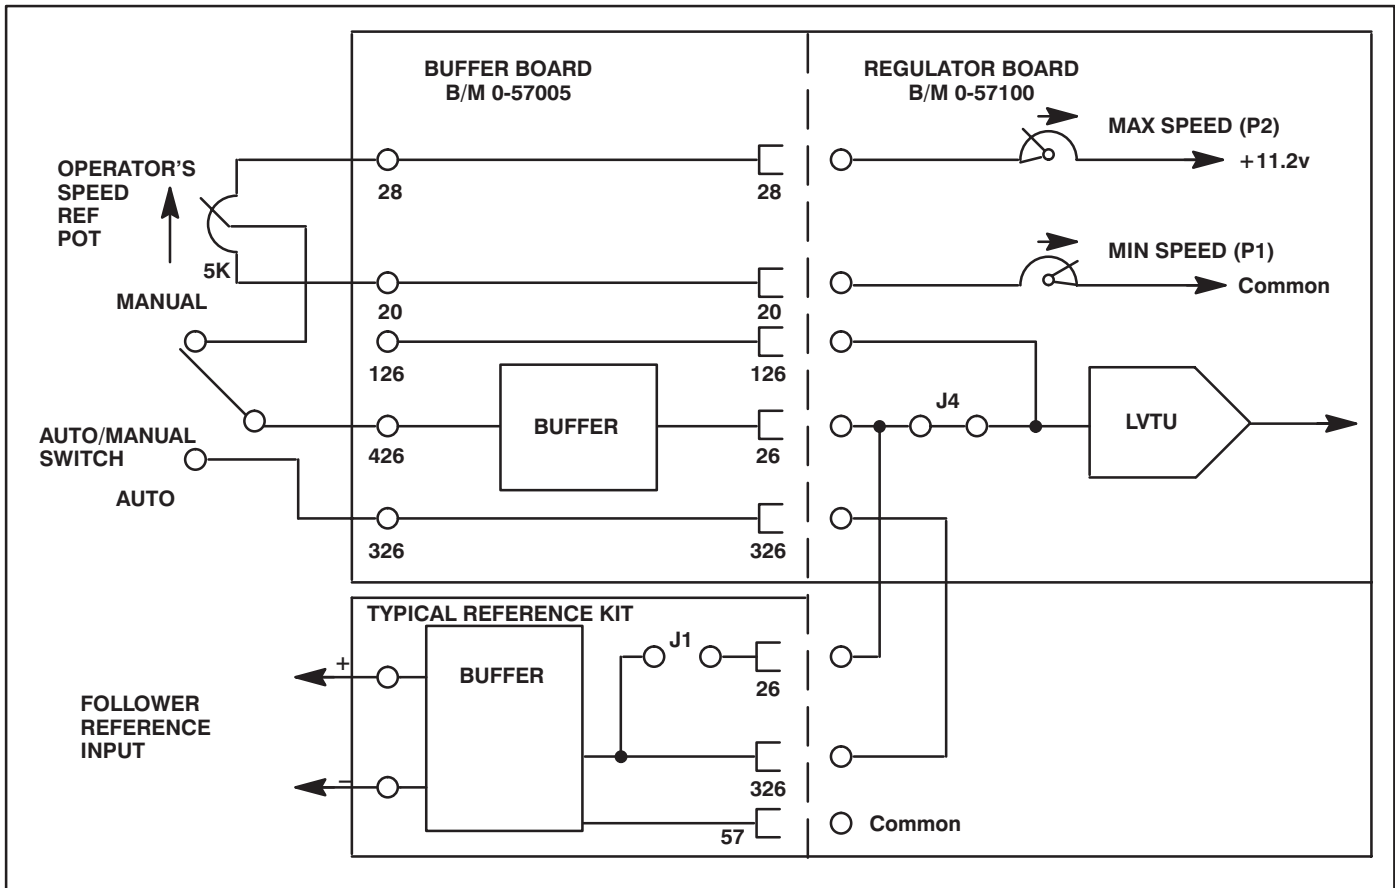 BUFFER BOARD
B/M 0-57005
REGULATOR BOARD
B/M 0-57100
MAX SPEED (P2)
+11.2v
OPERATOR'S
SPEED
REF
POT
28
28
MIN SPEED (P1)
Common
5K
MANUAL
20
20
126
126
J4
BUFFER
LVTU
AUTO/MANUAL
SWITCH
426
26
AUTO
326
326
TYPICAL REFERENCE KIT
J1
+
BUFFER
26
FOLLOWER
REFERENCE
INPUT
–
326
57
Common